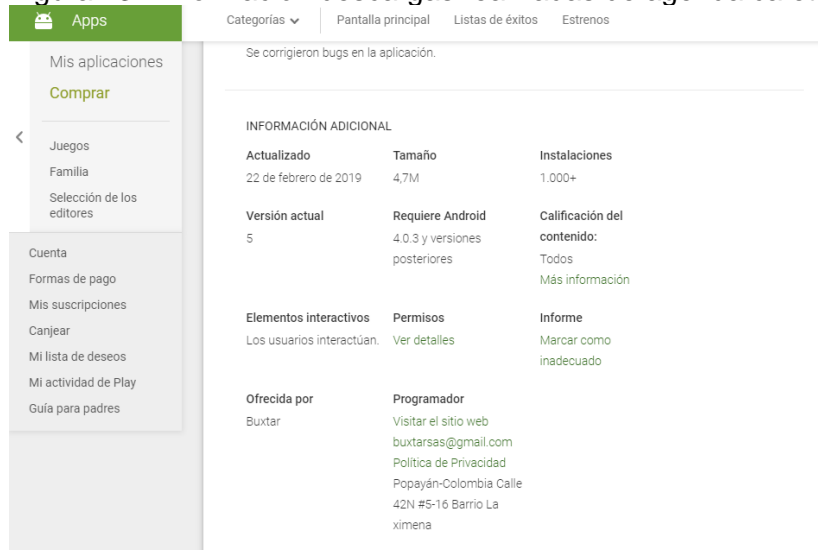 Apps
Categorías
Pantalla principal
Listas de éxitos
Estrenos
Mis aplicaciones
Comprar
Juegos
Familia
Selección de los
editores
Cuenta
Formas de pago
Mis suscripciones
Canjear
Mi lista de deseos
Mi actividad de Play
Guía para padres
Se corrigieron bugs en la aplicación.
INFORMACIÓN ADICIONAL
Actualizado
22 de febrero de 2019
Tamaño
4,7M
Instalaciones
1.000+
Versión actual
5
Requiere Android
4.0.3 y versiones
posteriores
Calificación del
contenido:
Todos
Más información
Elementos interactivos
Los usuarios interactúan.
Permisos
Ver detalles
Informe
Marcar como
inadecuado
Ofrecida por
Buxtar
Programador
Visitar el sitio web
buxtarsas@gmail.com
Política de Privacidad
Popayán-Colombia Calle
42N #5-16 Barrio La
ximena